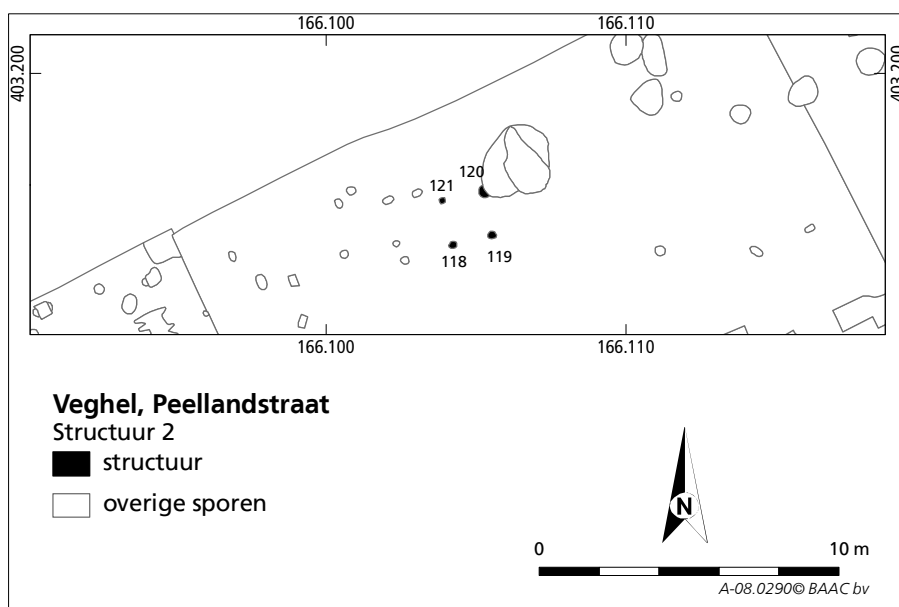 166.100 166.110
403.200 403.200
120
121
119
118
166.100 166.110
Veghel, Peellandstraat
Structuur 2
structuur
overige sporen
N
0 10 m
A-08.0290© BAAC bv